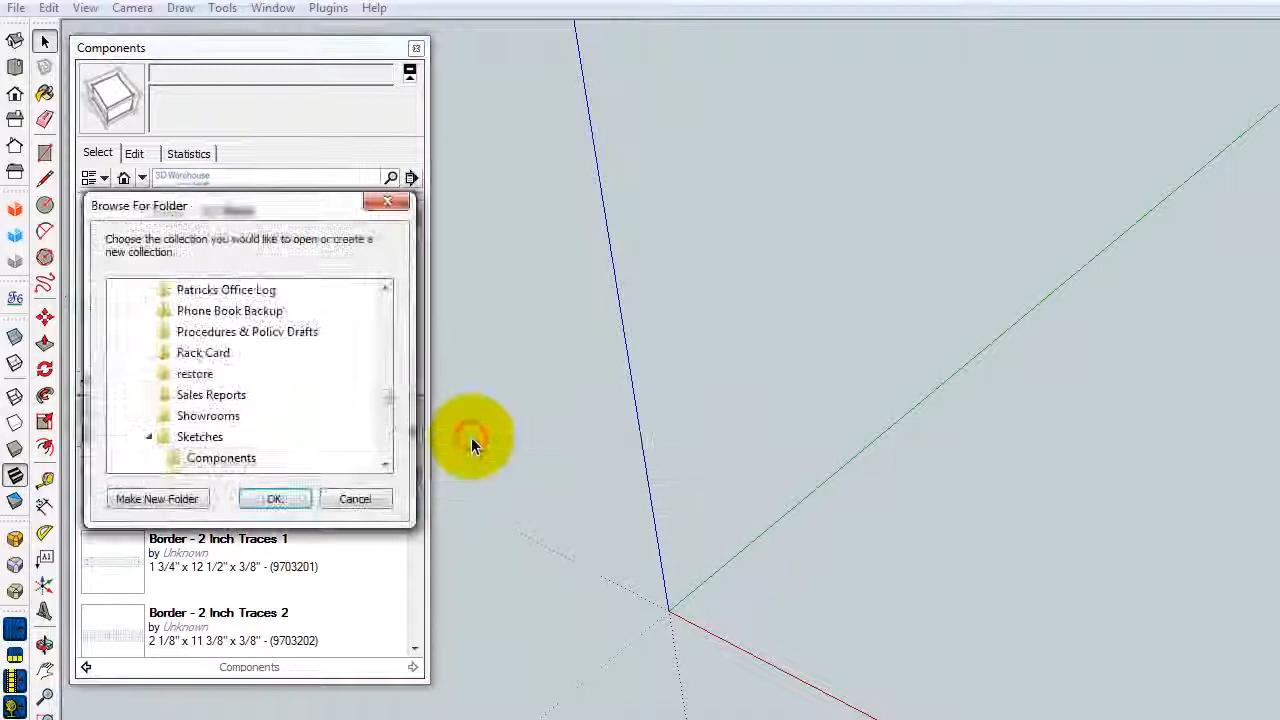 File Edit View Camera Draw Tools Window Plugins Help
Components
Select Edit Statistics
3D Warehouse
Browse For Folder
Choose the collection you would like to open or create a
new collection.
Patricks Office Log
Phone Book Backup
Procedures & Policy Drafts
Rack Card
restore
Sales Reports
Showrooms
Sketches
Components
Make New Folder OK Cancel
Border - 2 Inch Traces 1
by Unknown
1 3/4" x 12 1/2" x 3/8" - (9703201)
Border - 2 Inch Traces 2
by Unknown
2 1/8" x 11 3/8" x 3/8" - (9703202)
Components